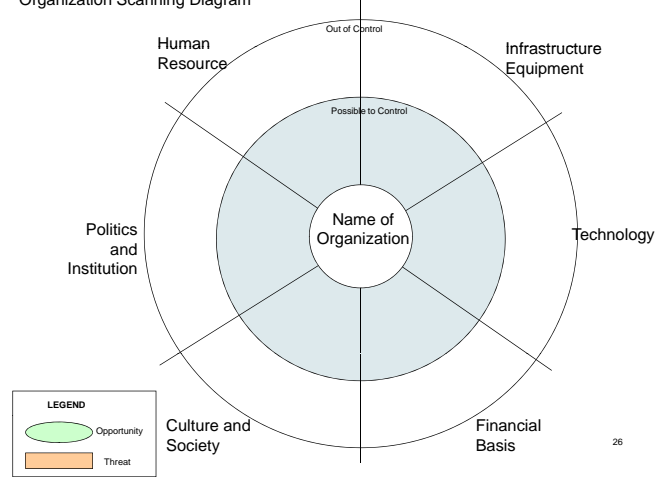 Organization Scanning Diagram
Out of Control
Human
Resource
Infrastructure
Equipment
Possible to Control
Name of
Organization
Politics
and
Institution
Technology
LEGEND
Opportunity
Threat
Culture and
Society
Financial
Basis
26